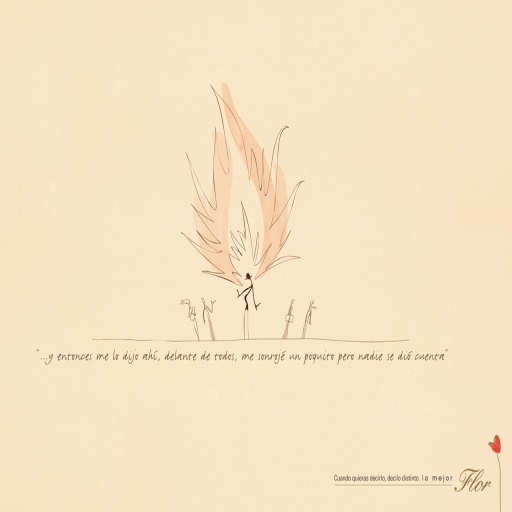 "...y entonces me lo dijo ahí, delante de todos, me sonrojé un poquito pero nadie se dió cuenta"
Cuando quieras decirlo, decilo distinto. la mejor Flor